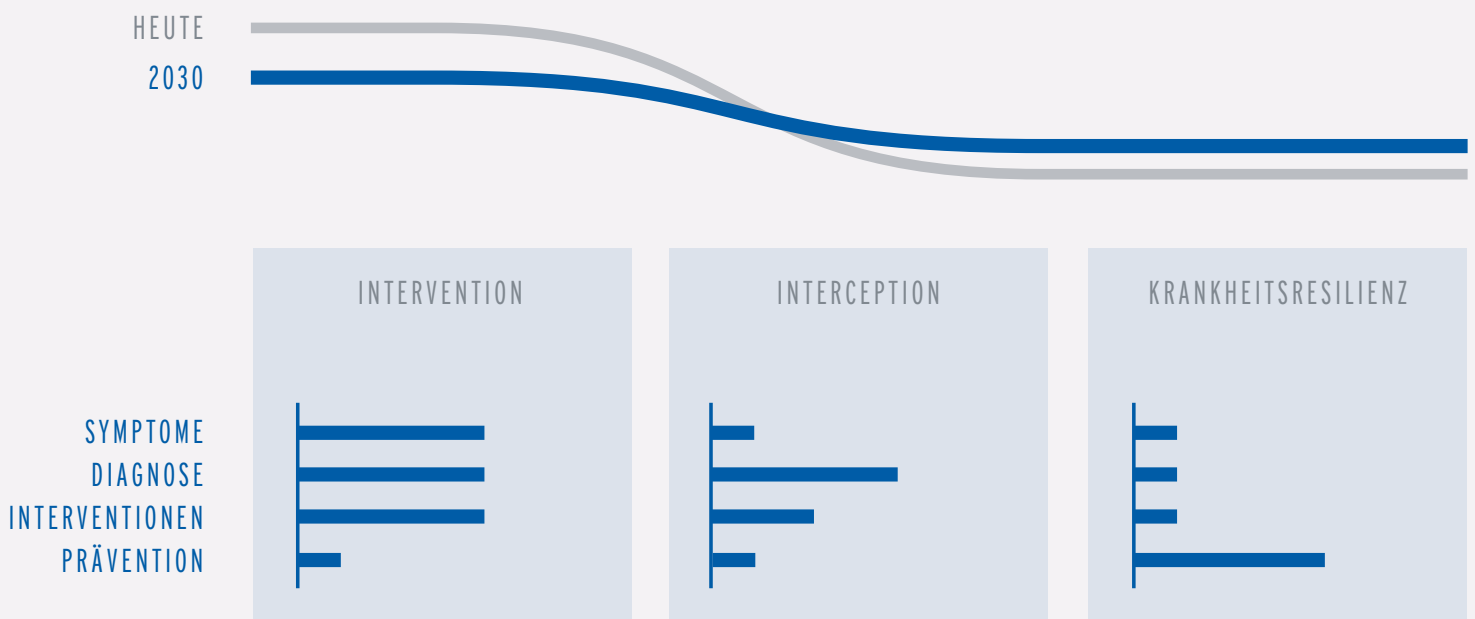 HEUTE
2030
INTERVENTION
INTERCEPTION
KRANKHEITSRESILIENZ
SYMPTOME
DIAGNOSE
INTERVENTIONEN
PRÄVENTION